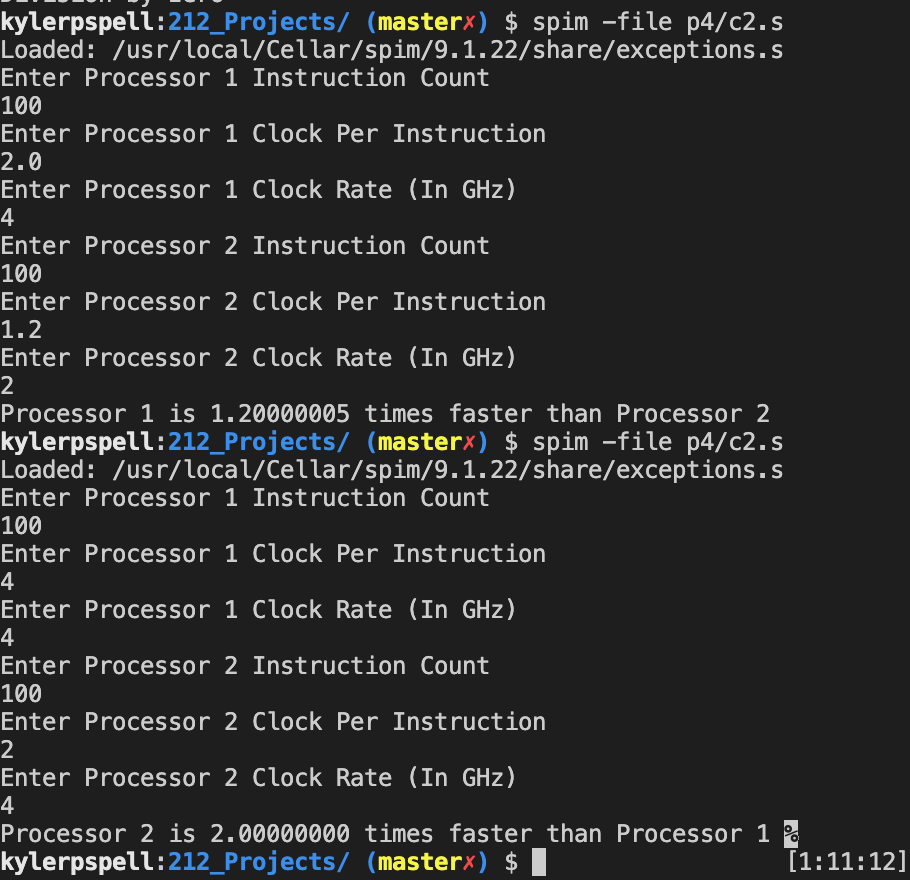 Division by zero
kylerpspell:212_Projects/ (master✗) $ spim -file p4/c2.s
Loaded: /usr/local/Cellar/spim/9.1.22/share/exceptions.s
Enter Processor 1 Instruction Count
100
Enter Processor 1 Clock Per Instruction
2.0
Enter Processor 1 Clock Rate (In GHz)
4
Enter Processor 2 Instruction Count
100
Enter Processor 2 Clock Per Instruction
1.2
Enter Processor 2 Clock Rate (In GHz)
2
Processor 1 is 1.20000005 times faster than Processor 2
kylerpspell:212_Projects/ (master✗) $ spim -file p4/c2.s
Loaded: /usr/local/Cellar/spim/9.1.22/share/exceptions.s
Enter Processor 1 Instruction Count
100
Enter Processor 1 Clock Per Instruction
4
Enter Processor 1 Clock Rate (In GHz)
4
Enter Processor 2 Instruction Count
100
Enter Processor 2 Clock Per Instruction
2
Enter Processor 2 Clock Rate (In GHz)
4
Processor 2 is 2.00000000 times faster than Processor 1 %
kylerpspell:212_Projects/ (master✗) $ [1:11:12]